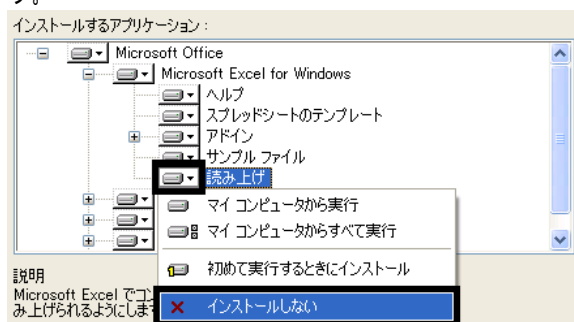 う。
インストールするアプリケーション :
Microsoft Office
Microsoft Excel for Windows
ヘルプ
スプレッドシートのテンプレート
アドイン
サンプル ファイル
読み上げ
マイ コンピュータから実行
マイ コンピュータからすべて実行
初めて実行するときにインストール
インストールしない
説明
Microsoft Excel でコン
み上げられるようにしま